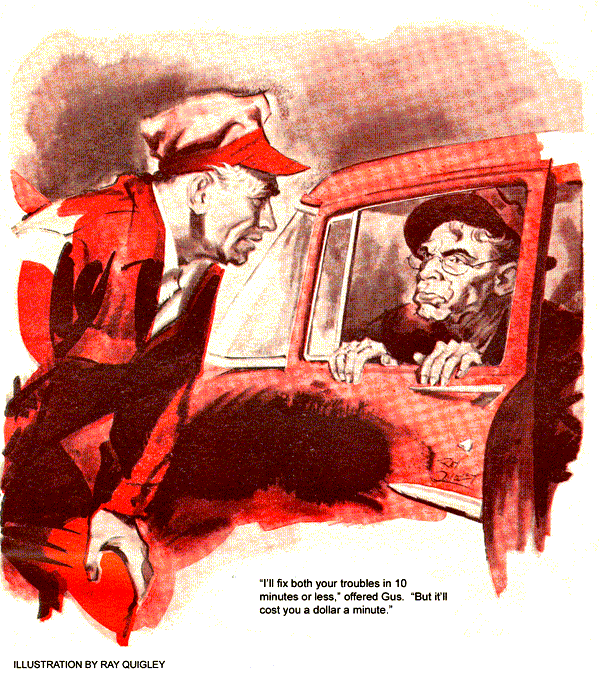 "I'll fix both your troubles in 10
minutes or less," offered Gus.  "But it'll
cost you a dollar a minute."
ILLUSTRATION BY RAY QUIGLEY